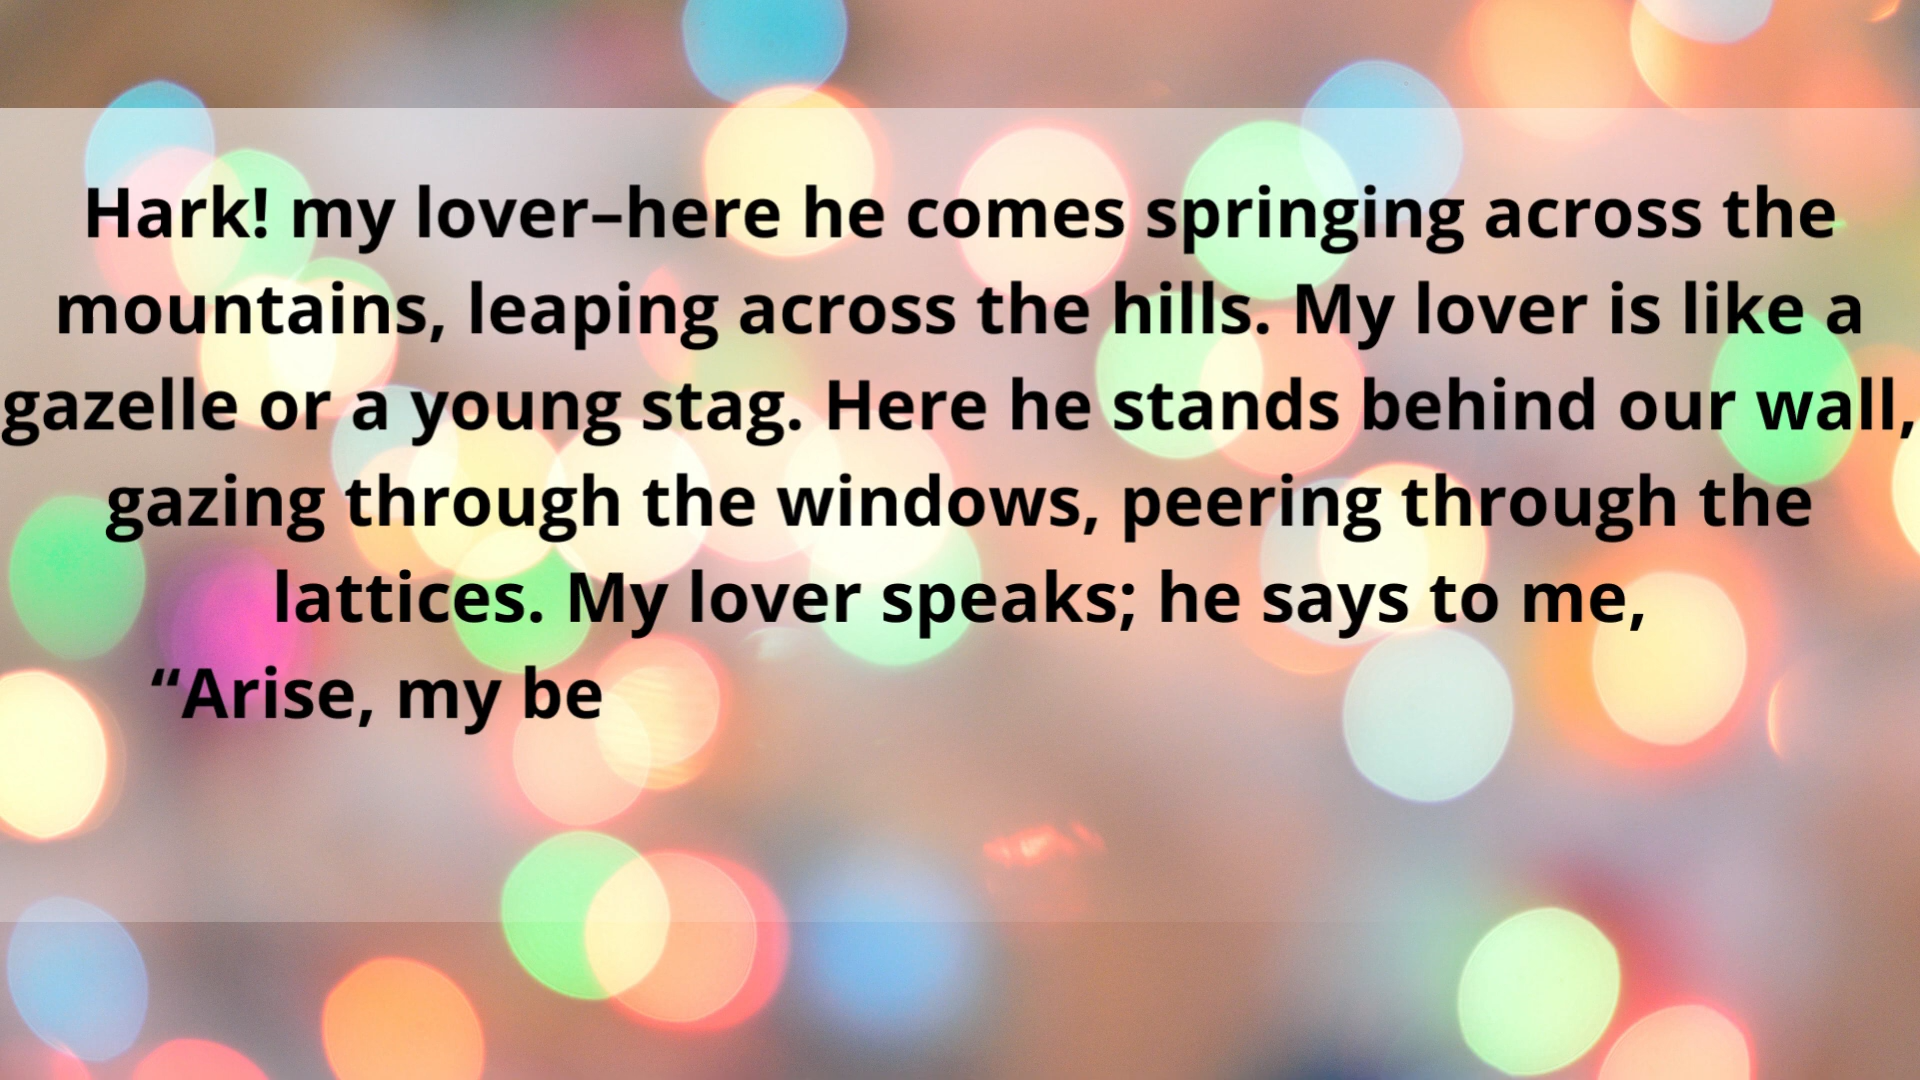 Hark! my lover–here he comes springing across the
mountains, leaping across the hills. My lover is like a
gazelle or a young stag. Here he stands behind our wall,
gazing through the windows, peering through the
lattices. My lover speaks; he says to me,
“Arise, my be